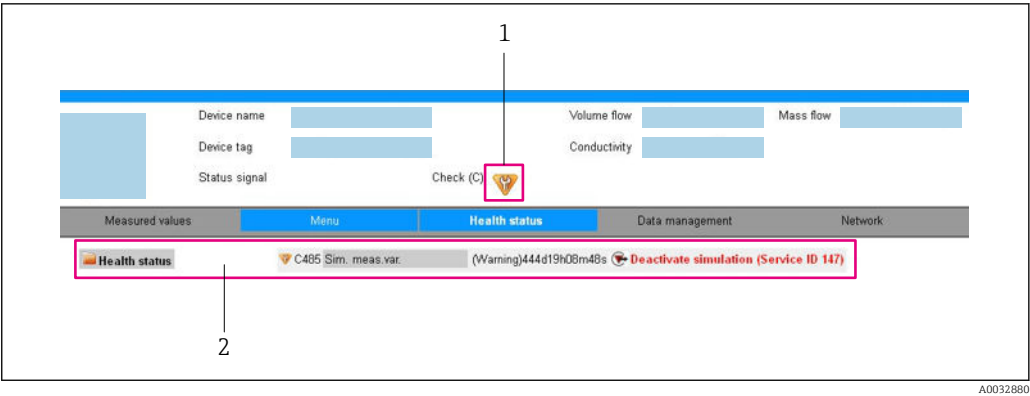 1
Device name Volume flow Mass flow
Device tag Conductivity
Status signal Check (C)
Measured values Menu Health status Data management Network
Health status C485 Sim. meas.var. (Warning)444d19h08m48s Deactivate simulation (Service ID 147)
2
A0032880